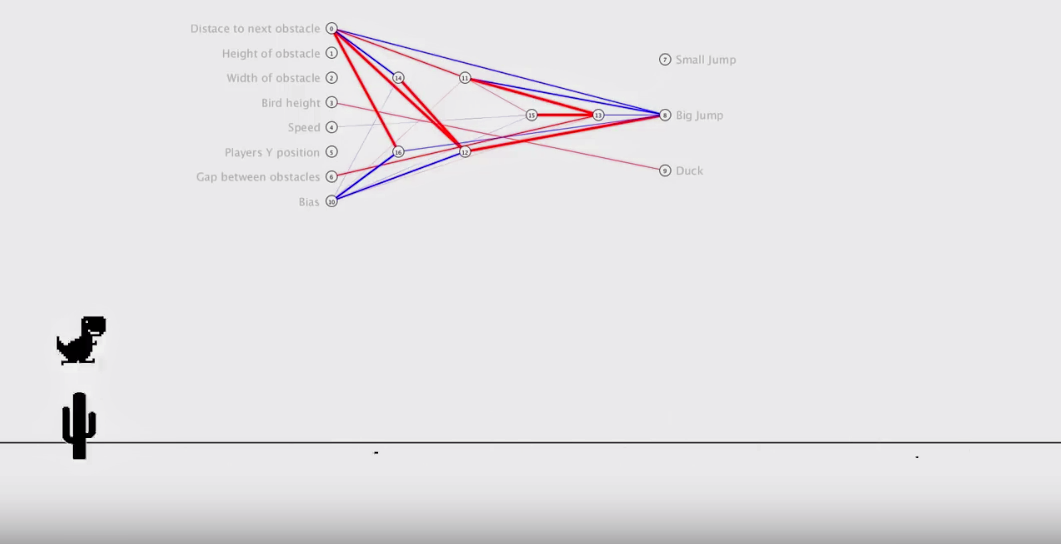 Distace to next obstacle 0
Height of obstacle 1
Width of obstacle 2
Bird height 3
Speed 4
Players Y position 5
Gap between obstacles 6
Bias 10
14
16
11
12
15
13
7 Small Jump
8 Big Jump
9 Duck